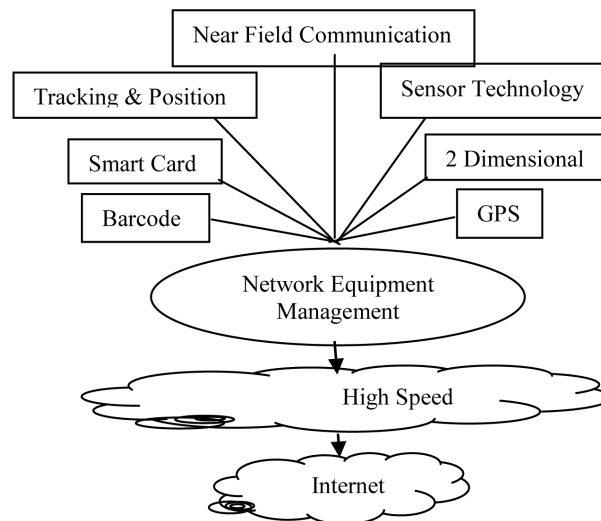 Near Field Communication
Tracking & Position
Sensor Technology
Smart Card
2 Dimensional
Barcode
GPS
Network Equipment
Management
High Speed
Internet